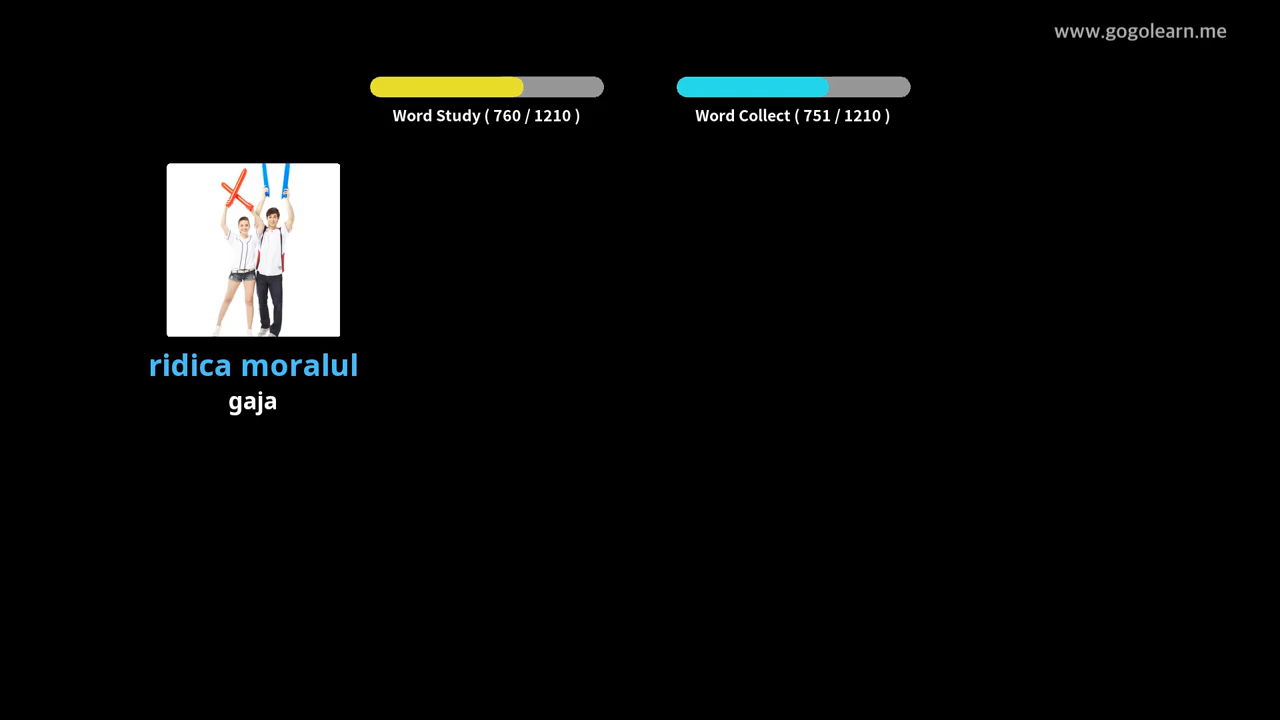 www.gogolearn.me
Word Study ( 760 / 1210 )
Word Collect ( 751 / 1210 )
ridica moralul
gaja